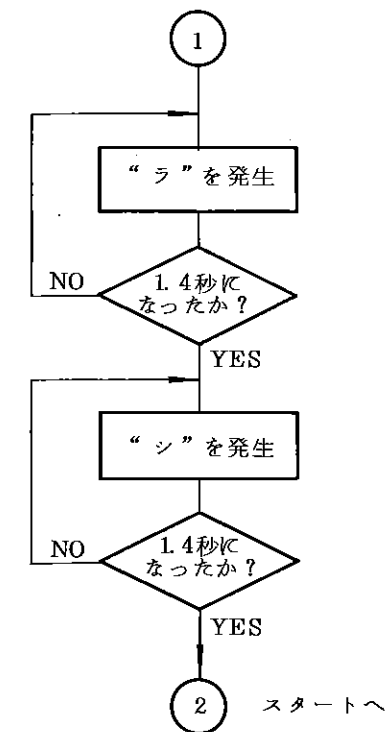 1
“ラ”を発生
1.4秒に
なったか?
NO
YES
“シ”を発生
1.4秒に
なったか?
NO
YES
2
スタートへ